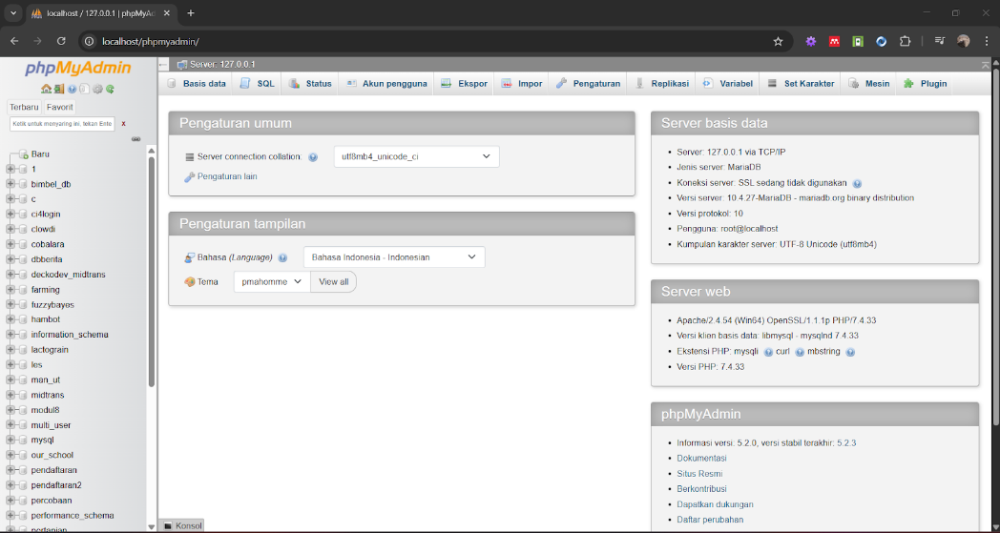 localhost / 127.0.0.1 | phpMyAd
localhost/phpmyadmin/
phpMyAdmin
Terbaru Favorit
Ketik untuk menyaring ini, tekan Ente x
Baru
1
bimbel_db
c
ci4login
clowdi
cobalara
dbberita
deckodev_midtrans
farming
fuzzybayes
hambot
information_schema
lactograin
les
man_ut
midtrans
modul8
multi_user
mysql
our_school
pendaftaran
pendaftaran2
percobaan
performance_schema
pertanian
Server: 127.0.0.1
Basis data SQL Status Akun pengguna Ekspor Impor Pengaturan Replikasi Variabel Set Karakter Mesin Plugin
Pengaturan umum
Server connection collation: utf8mb4_unicode_ci
Pengaturan lain
Pengaturan tampilan
Bahasa (Language) Bahasa Indonesia - Indonesian
Tema pmahomme View all
Server basis data
• Server: 127.0.0.1 via TCP/IP
• Jenis server: MariaDB
• Koneksi server: SSL sedang tidak digunakan
• Versi server: 10.4.27-MariaDB - mariadb.org binary distribution
• Versi protokol: 10
• Pengguna: root@localhost
• Kumpulan karakter server: UTF-8 Unicode (utf8mb4)
Server web
• Apache/2.4.54 (Win64) OpenSSL/1.1.1p PHP/7.4.33
• Versi klien basis data: libmysql - mysqlnd 7.4.33
• Ekstensi PHP: mysqli curl mbstring
• Versi PHP: 7.4.33
phpMyAdmin
• Informasi versi: 5.2.0, versi stabil terakhir: 5.2.3
• Dokumentasi
• Situs Resmi
• Berkontribusi
• Dapatkan dukungan
• Daftar perubahan
Konsol